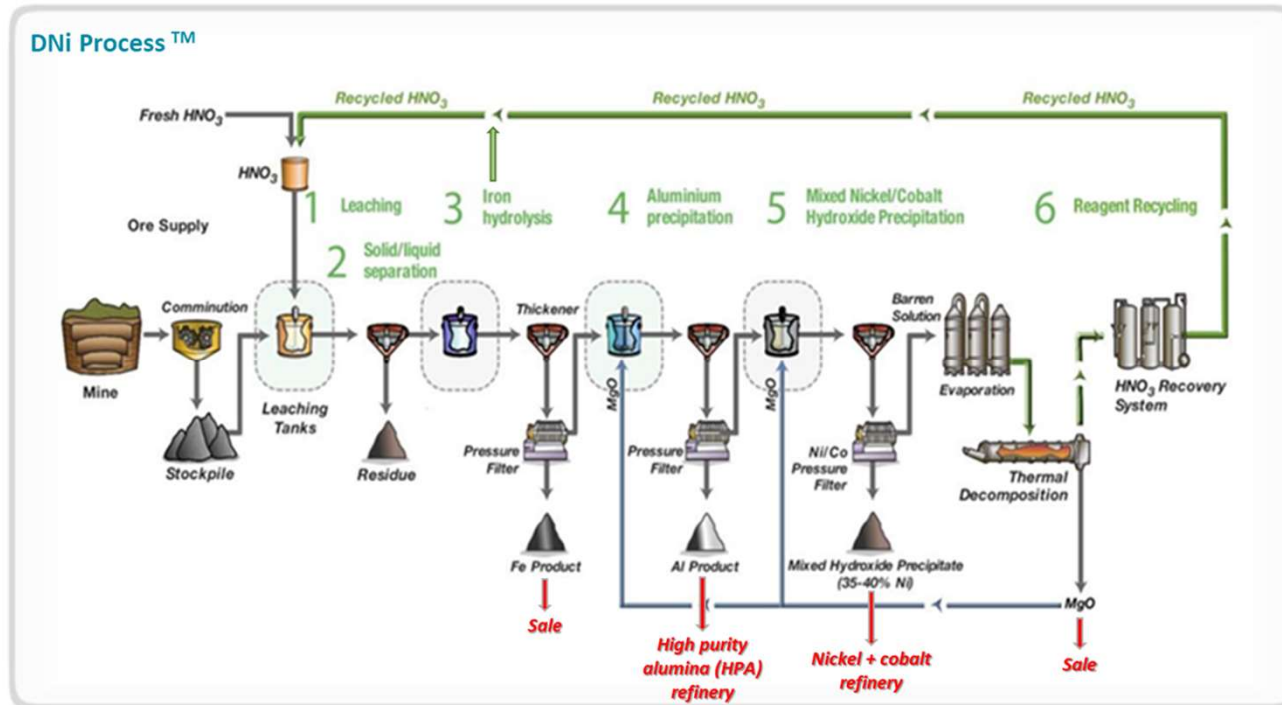 DNi Process TM
Recycled HNO3
Recycled HNO3
Recycled HNO3
Fresh HNO3
HNO3
1 Leaching
2 Solid/liquid
separation
3 Iron
hydrolysis
4 Aluminium
precipitation
5 Mixed Nickel/Cobalt
Hydroxide Precipitation
6 Reagent Recycling
Ore Supply
Comminution
Thickener
Barren
Solution
Mine
Stockpile
Leaching
Tanks
Residue
MgO
MgO
Evaporation
HNO3 Recovery
System
Pressure
Filter
Pressure
Filter
Ni/Co
Pressure
Filter
Thermal
Decomposition
Fe Product
Al Product
Mixed Hydroxide Precipitate
(35-40% Ni)
MgO
Sale
High purity
alumina (HPA)
refinery
Nickel + cobalt
refinery
Sale